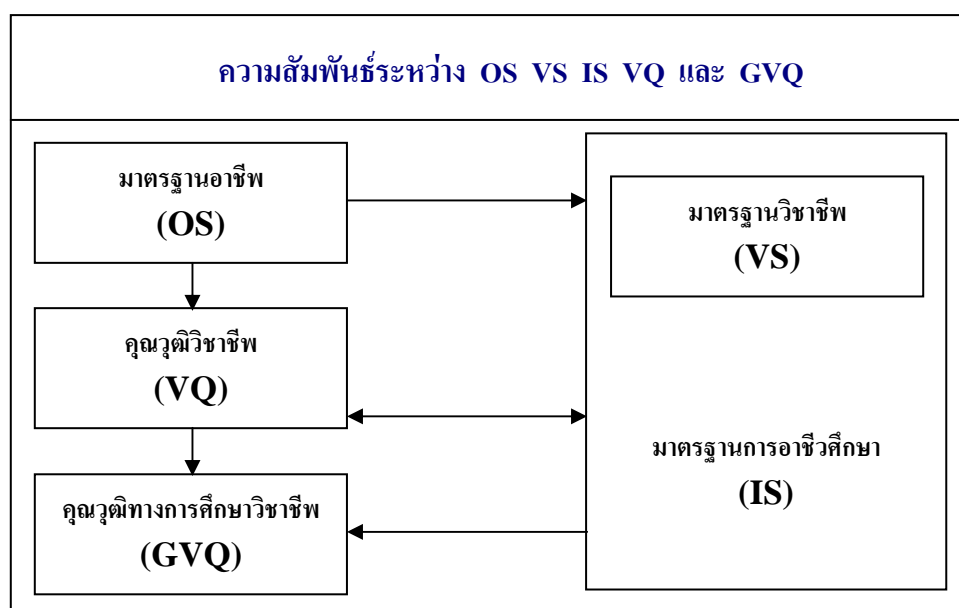 ความสัมพันธ์ระหว่าง OS VS IS VQ และ GVQ
มาตรฐานอาชีพ
(OS)
มาตรฐานวิชาชีพ
(VS)
คุณวุฒิวิชาชีพ
(VQ)
มาตรฐานการอาชีวศึกษา
(IS)
คุณวุฒิทางการศึกษาวิชาชีพ
(GVQ)